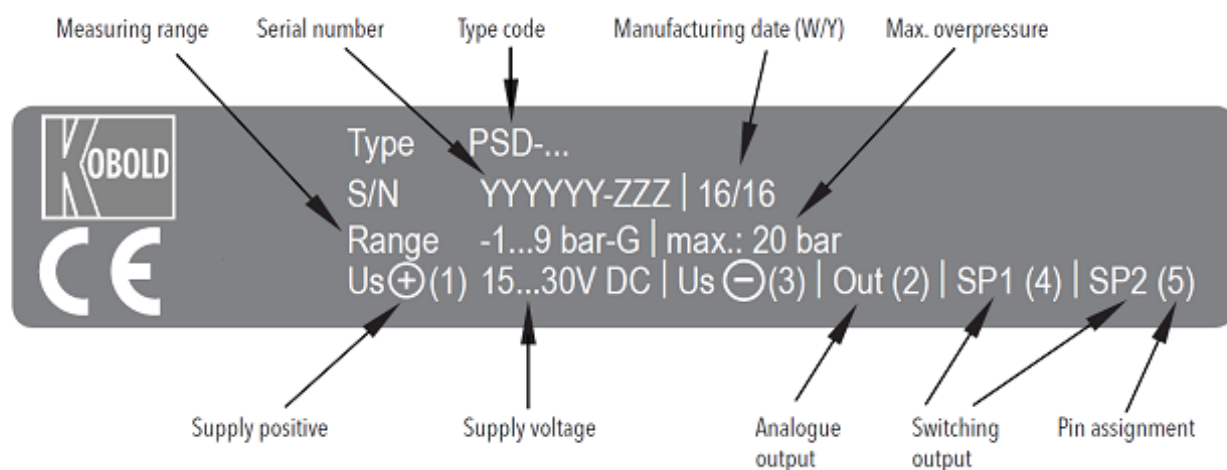 Measuring range Serial number Type code Manufacturing date (W/Y) Max. overpressure
KOBOLD
Type PSD-...
S/N YYYYYY-ZZZ | 16/16
Range -1...9 bar-G | max.: 20 bar
CE
Us⊕(1) 15...30V DC | Us⊖(3) | Out (2) | SP1 (4) | SP2 (5)
Supply positive Supply voltage Analogue output Switching output Pin assignment